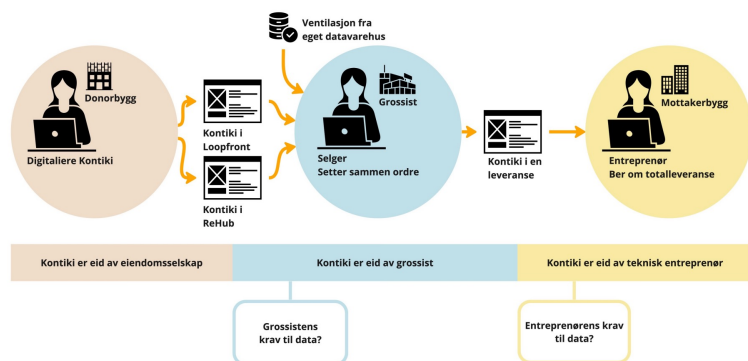 Ventilasjon fra
eget datavarehus
Donorbygg
Digitaliere Kontiki
Kontiki i
Loopfront
Kontiki i
ReHub
Grossist
Selger
Setter sammen ordre
Kontiki i en
leveranse
Mottakerbygg
Entreprenør
Ber om totalleveranse
Kontiki er eid av eiendomsselskap
Kontiki er eid av grossist
Kontiki er eid av teknisk entreprenør
Grossistens
krav til data?
Entreprenørens krav
til data?